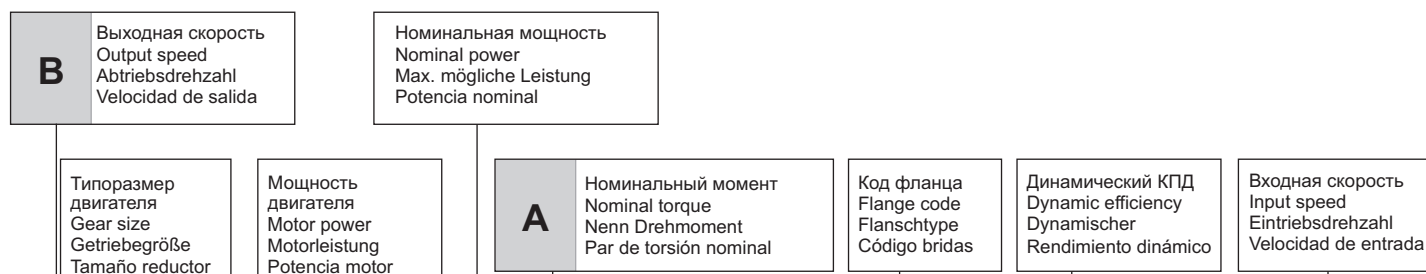 B
Выходная скорость
Output speed
Abtriebsdrehzahl
Velocidad de salida
Номинальная мощность
Nominal power
Max. mögliche Leistung
Potencia nominal
Типоразмер
двигателя
Gear size
Getriebegröße
Tamaño reductor
Мощность
двигателя
Motor power
Motorleistung
Potencia motor
A
Номинальный момент
Nominal torque
Nenn Drehmoment
Par de torsión nominal
Код фланца
Flange code
Flanschtype
Código bridas
Динамический КПД
Dynamic efficiency
Dynamischer
Rendimiento dinámico
Входная скорость
Input speed
Eintriebsdrehzahl
Velocidad de entrada